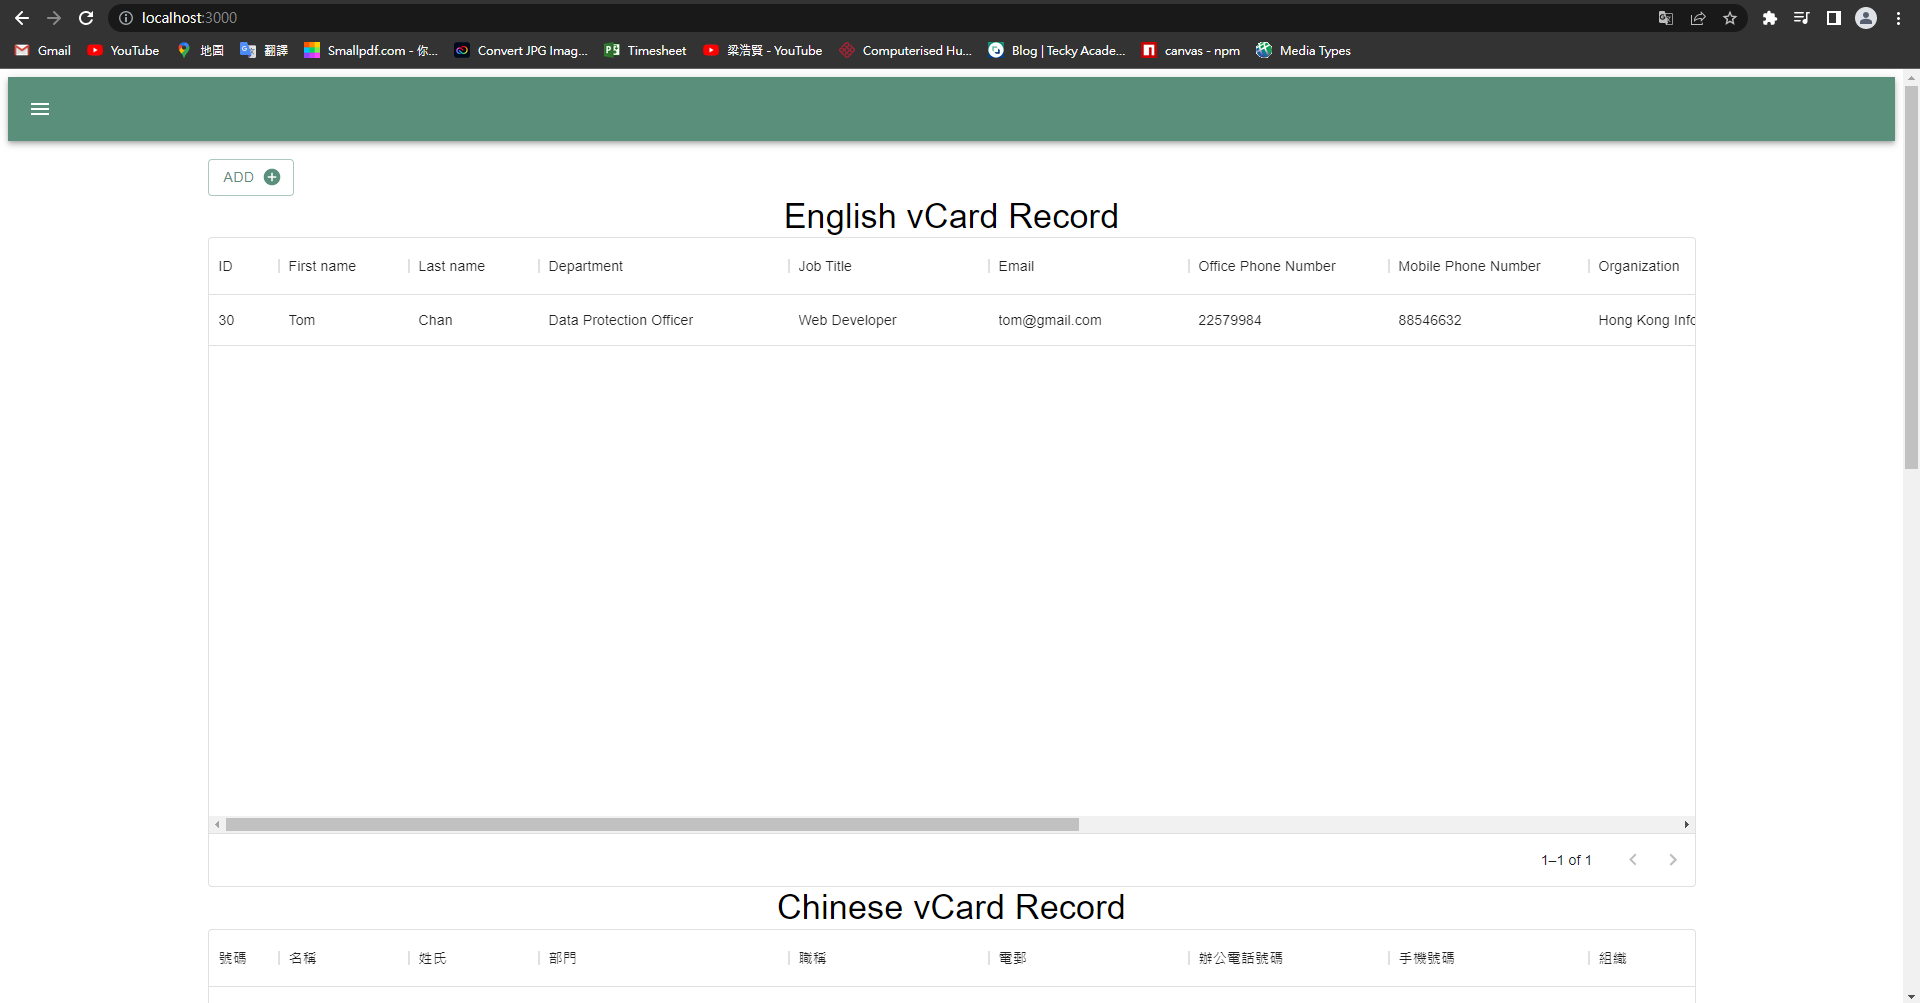 localhost:3000
Gmail YouTube 地圖 翻譯 Smallpdf.com - 你... Convert JPG Imag... Timesheet 梁浩賢 - YouTube Computerised Hu... Blog | Tecky Acade... canvas - npm Media Types
ADD
English vCard Record
ID First name Last name Department Job Title Email Office Phone Number Mobile Phone Number Organization
30 Tom Chan Data Protection Officer Web Developer tom@gmail.com 22579984 88546632 Hong Kong Info
1–1 of 1
Chinese vCard Record
號碼 名稱 姓氏 部門 職稱 電郵 辦公電話號碼 手機號碼 組織